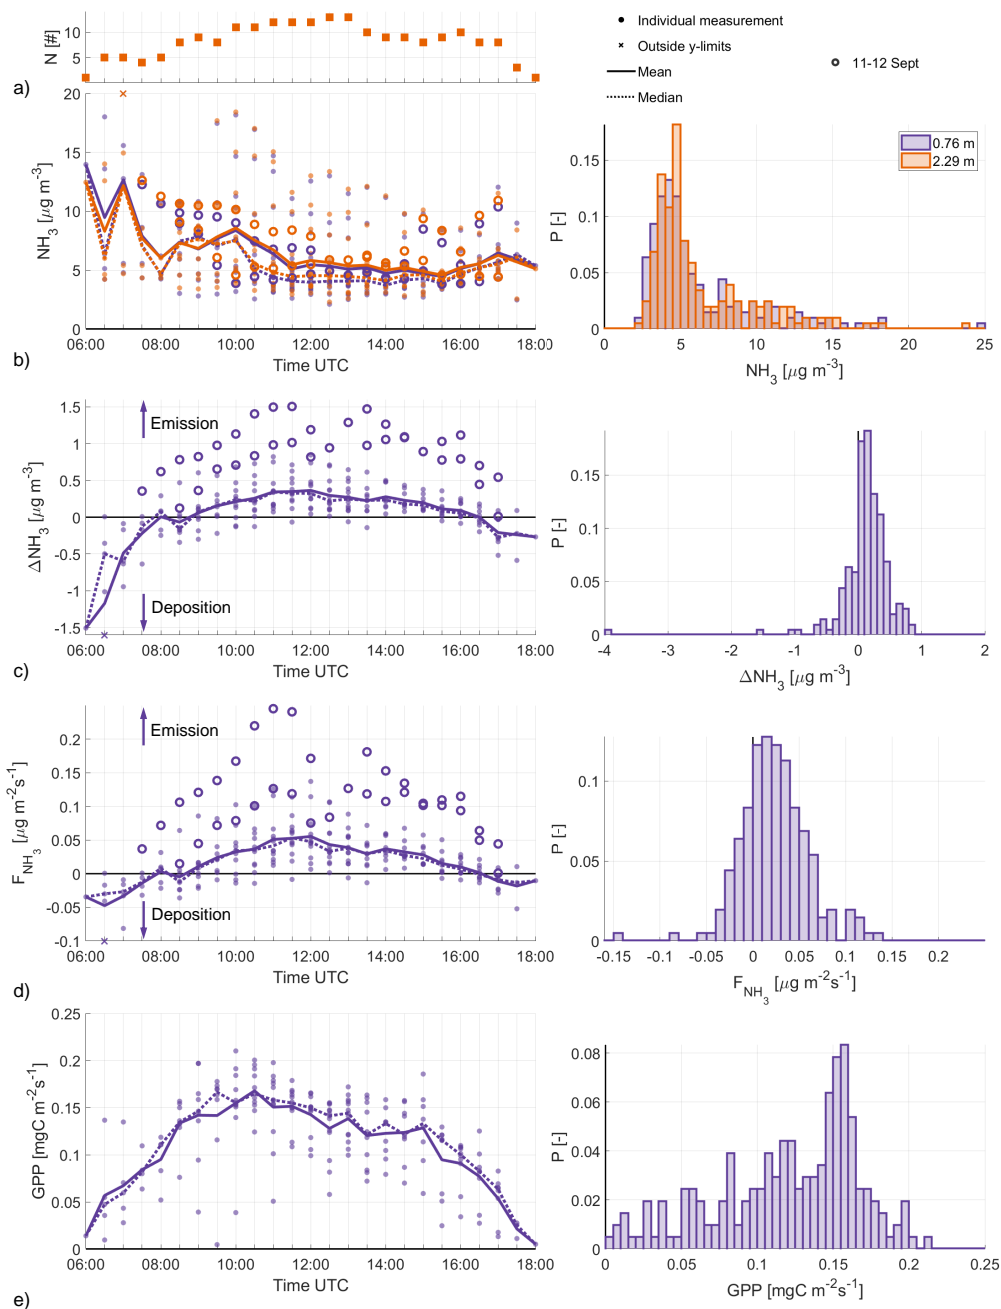 N [#]
10
5
a)
Individual measurement
Outside y-limits
Mean
Median
11-12 Sept
NH3 [μg m-3]
20
15
10
5
0
06:00 08:00 10:00 12:00 14:00 16:00 18:00
Time UTC
b)
0.76 m
2.29 m
P [-]
0.15
0.1
0.05
0
0 5 10 15 20 25
NH3 [μg m-3]
ΔNH3 [μg m-3]
1.5
1
0.5
0
-0.5
-1
-1.5
Emission
Deposition
06:00 08:00 10:00 12:00 14:00 16:00 18:00
Time UTC
c)
P [-]
0.15
0.1
0.05
0
-4 -3 -2 -1 0 1 2
ΔNH3 [μg m-3]
FNH3 [μg m-2s-1]
0.2
0.15
0.1
0.05
0
-0.05
-0.1
Emission
Deposition
06:00 08:00 10:00 12:00 14:00 16:00 18:00
Time UTC
d)
P [-]
0.1
0.05
0
-0.15 -0.1 -0.05 0 0.05 0.1 0.15 0.2
FNH3 [μg m-2s-1]
GPP [mgC m-2s-1]
0.25
0.2
0.15
0.1
0.05
0
06:00 08:00 10:00 12:00 14:00 16:00 18:00
Time UTC
e)
P [-]
0.08
0.06
0.04
0.02
0
0 0.05 0.1 0.15 0.2 0.25
GPP [mgC m-2s-1]